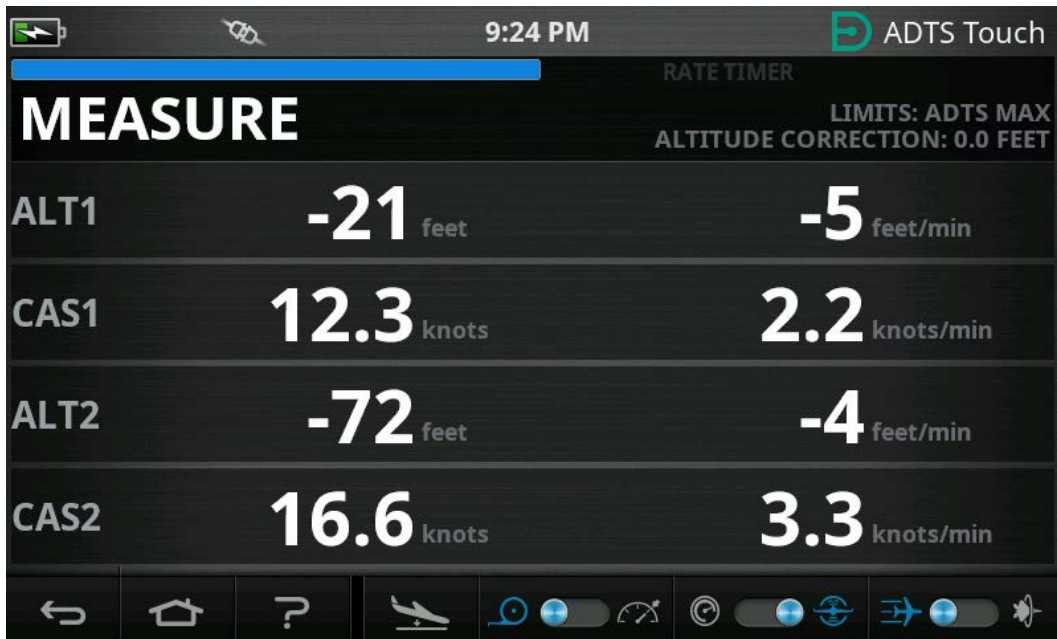 9:24 PM
ADTS Touch
RATE TIMER
MEASURE
LIMITS: ADTS MAX
ALTITUDE CORRECTION: 0.0 FEET
ALT1 -21 feet -5 feet/min
CAS1 12.3 knots 2.2 knots/min
ALT2 -72 feet -4 feet/min
CAS2 16.6 knots 3.3 knots/min
?